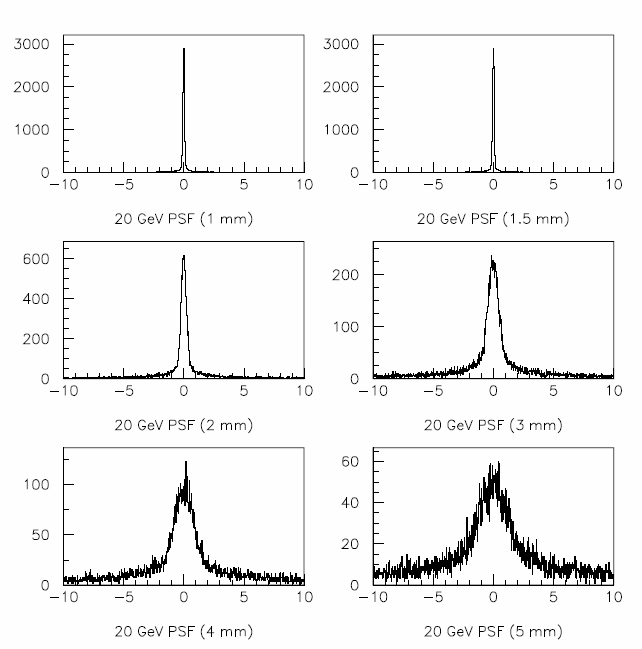 3000
2000
1000
0
−10 −5 0 5 10
20 GeV PSF (1 mm)
3000
2000
1000
0
−10 −5 0 5 10
20 GeV PSF (1.5 mm)
600
400
200
0
−10 −5 0 5 10
20 GeV PSF (2 mm)
200
100
0
−10 −5 0 5 10
20 GeV PSF (3 mm)
100
50
0
−10 −5 0 5 10
20 GeV PSF (4 mm)
60
40
20
0
−10 −5 0 5 10
20 GeV PSF (5 mm)